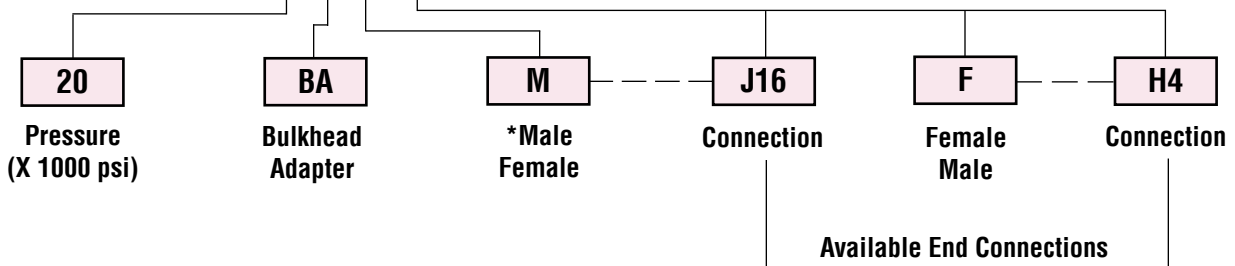 20 BA M J16 F H4
Pressure Bulkhead *Male Connection Female Connection
(X 1000 psi) Adapter Female Male
Available End Connections